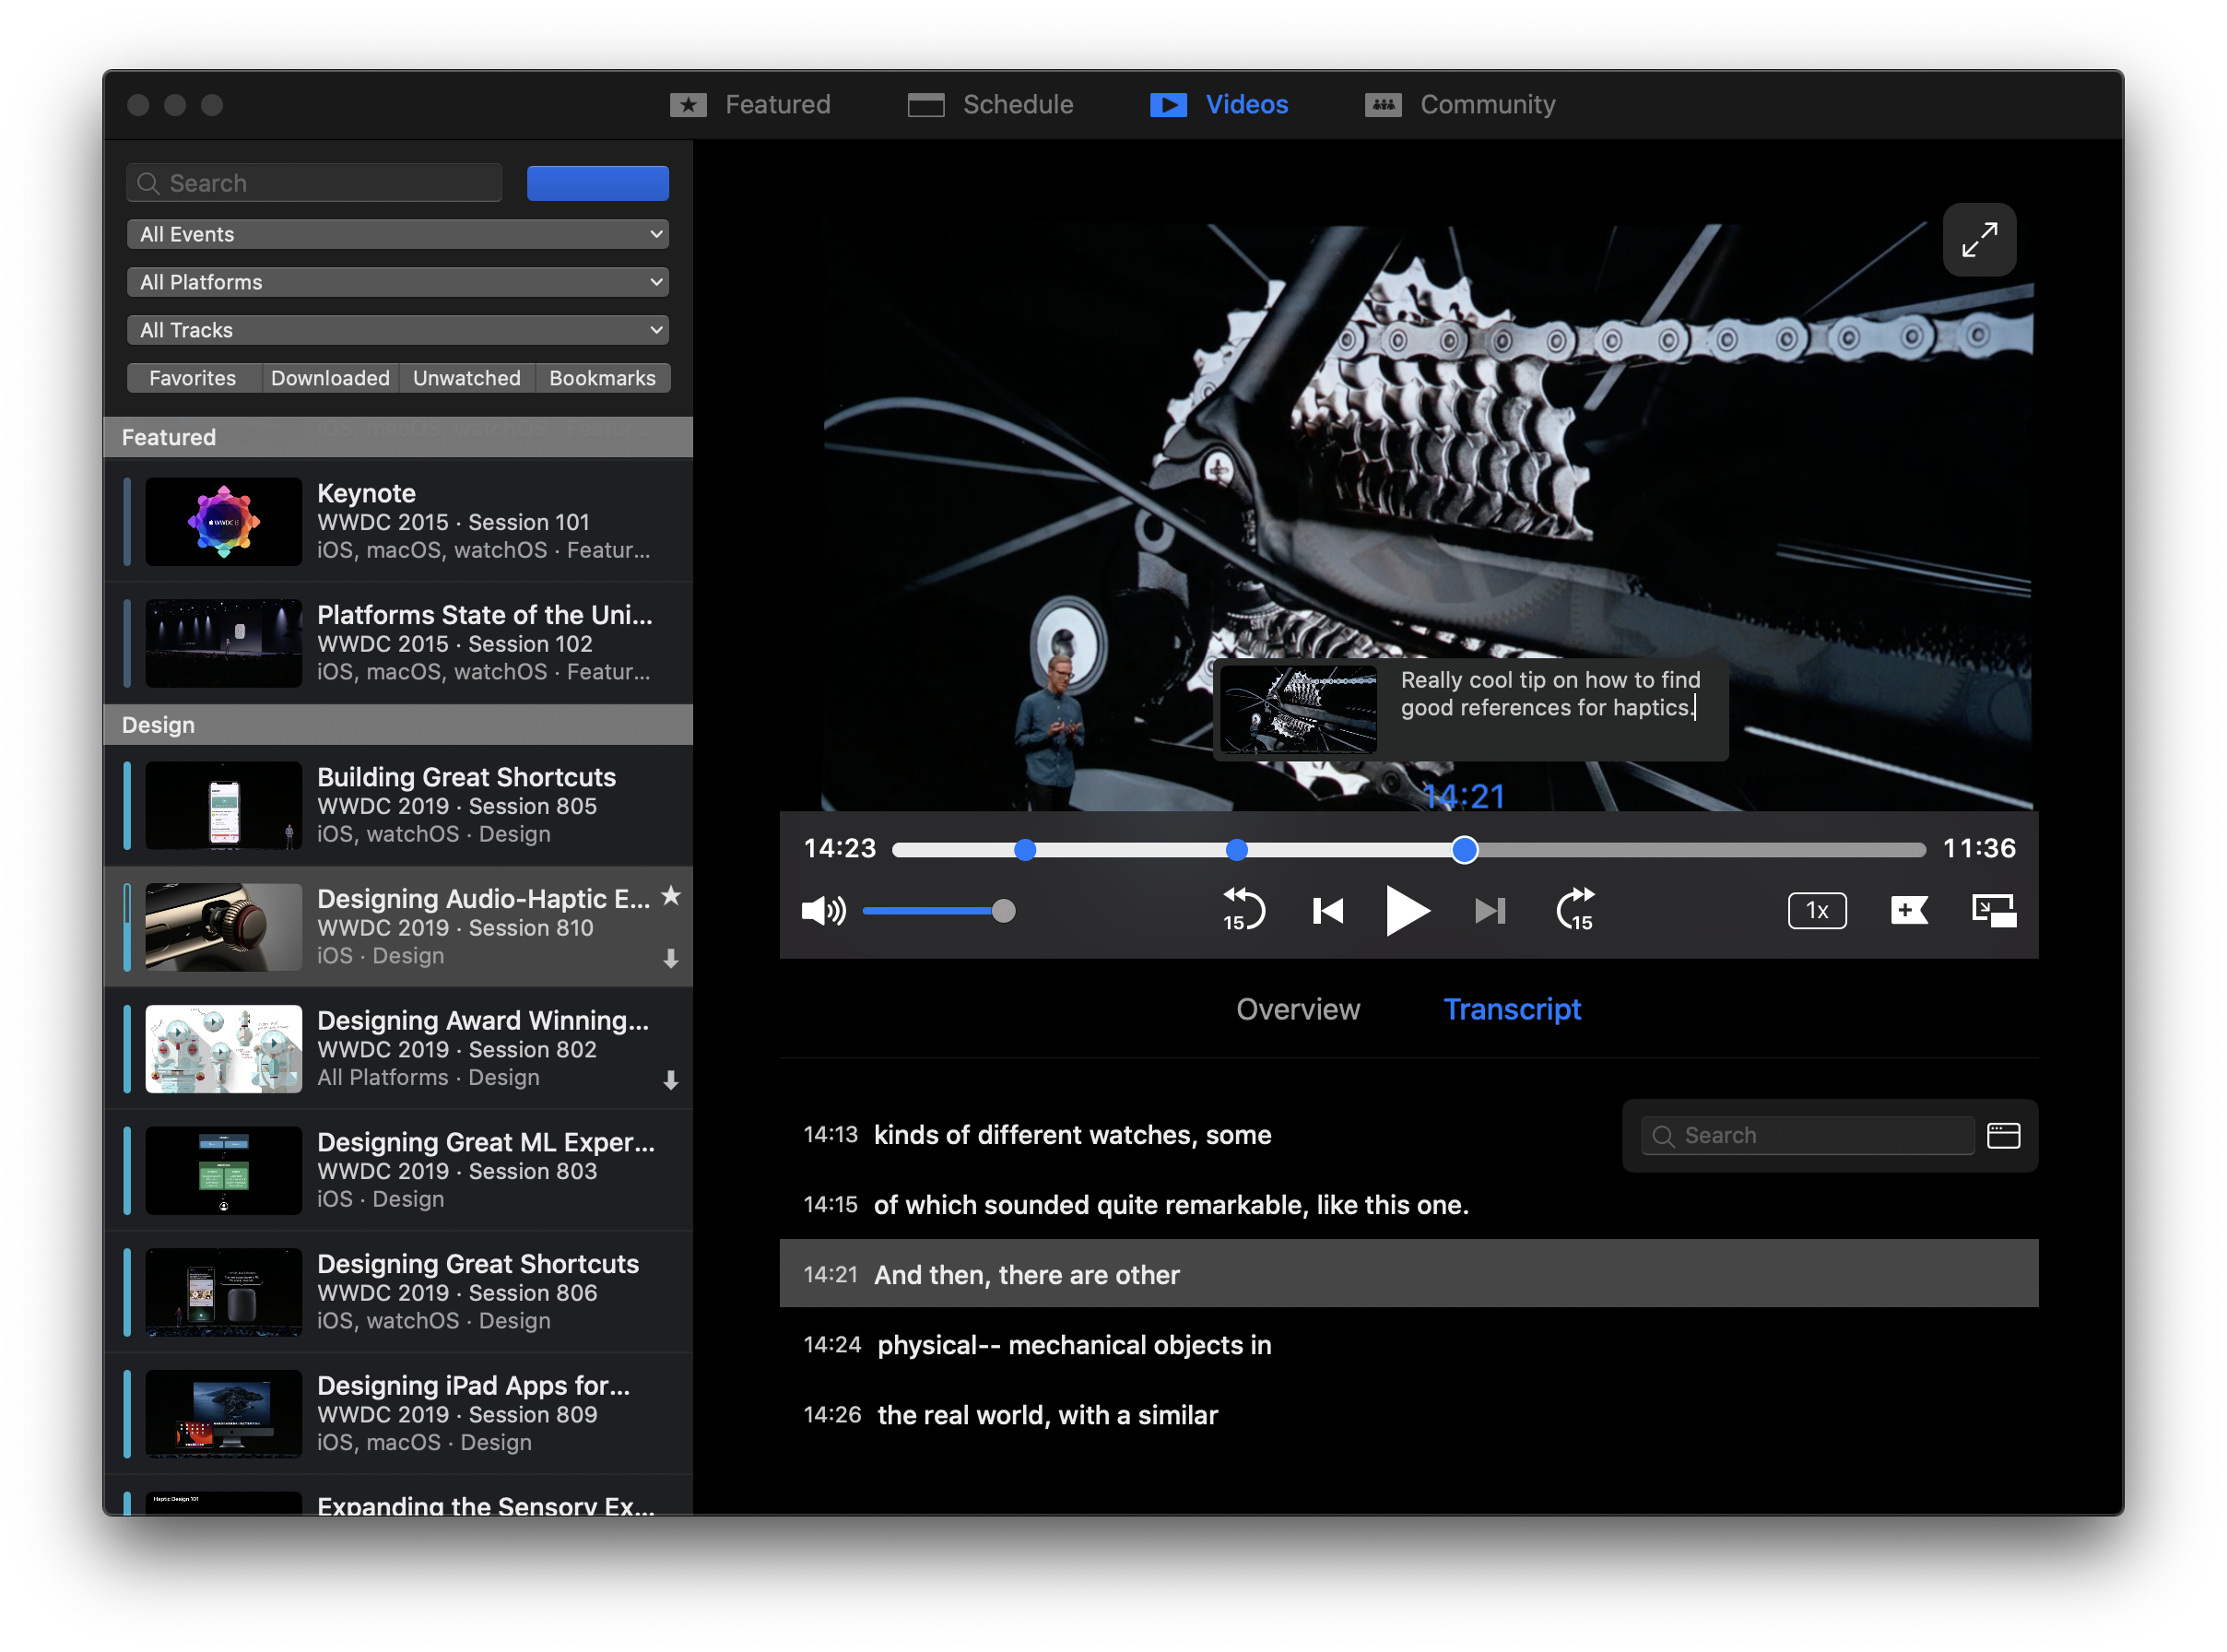 Featured
Schedule
Videos
Community
Search
All Events
All Platforms
All Tracks
Favorites
Downloaded
Unwatched
Bookmarks
Featured
Keynote
WWDC 2015 · Session 101
iOS, macOS, watchOS · Featur...
Platforms State of the Uni...
WWDC 2015 · Session 102
iOS, macOS, watchOS · Featur...
Design
Building Great Shortcuts
WWDC 2019 · Session 805
iOS, watchOS · Design
Designing Audio-Haptic E...
WWDC 2019 · Session 810
iOS · Design
Designing Award Winning...
WWDC 2019 · Session 802
All Platforms · Design
Designing Great ML Exper...
WWDC 2019 · Session 803
iOS · Design
Designing Great Shortcuts
WWDC 2019 · Session 806
iOS, watchOS · Design
Designing iPad Apps for...
WWDC 2019 · Session 809
iOS, macOS · Design
Haptic Design 101
Expanding the Sensory Ex...
Really cool tip on how to find
good references for haptics.
14:21
14:23
11:36
15
15
1x
Overview
Transcript
Search
14:13 kinds of different watches, some
14:15 of which sounded quite remarkable, like this one.
14:21 And then, there are other
14:24 physical-- mechanical objects in
14:26 the real world, with a similar